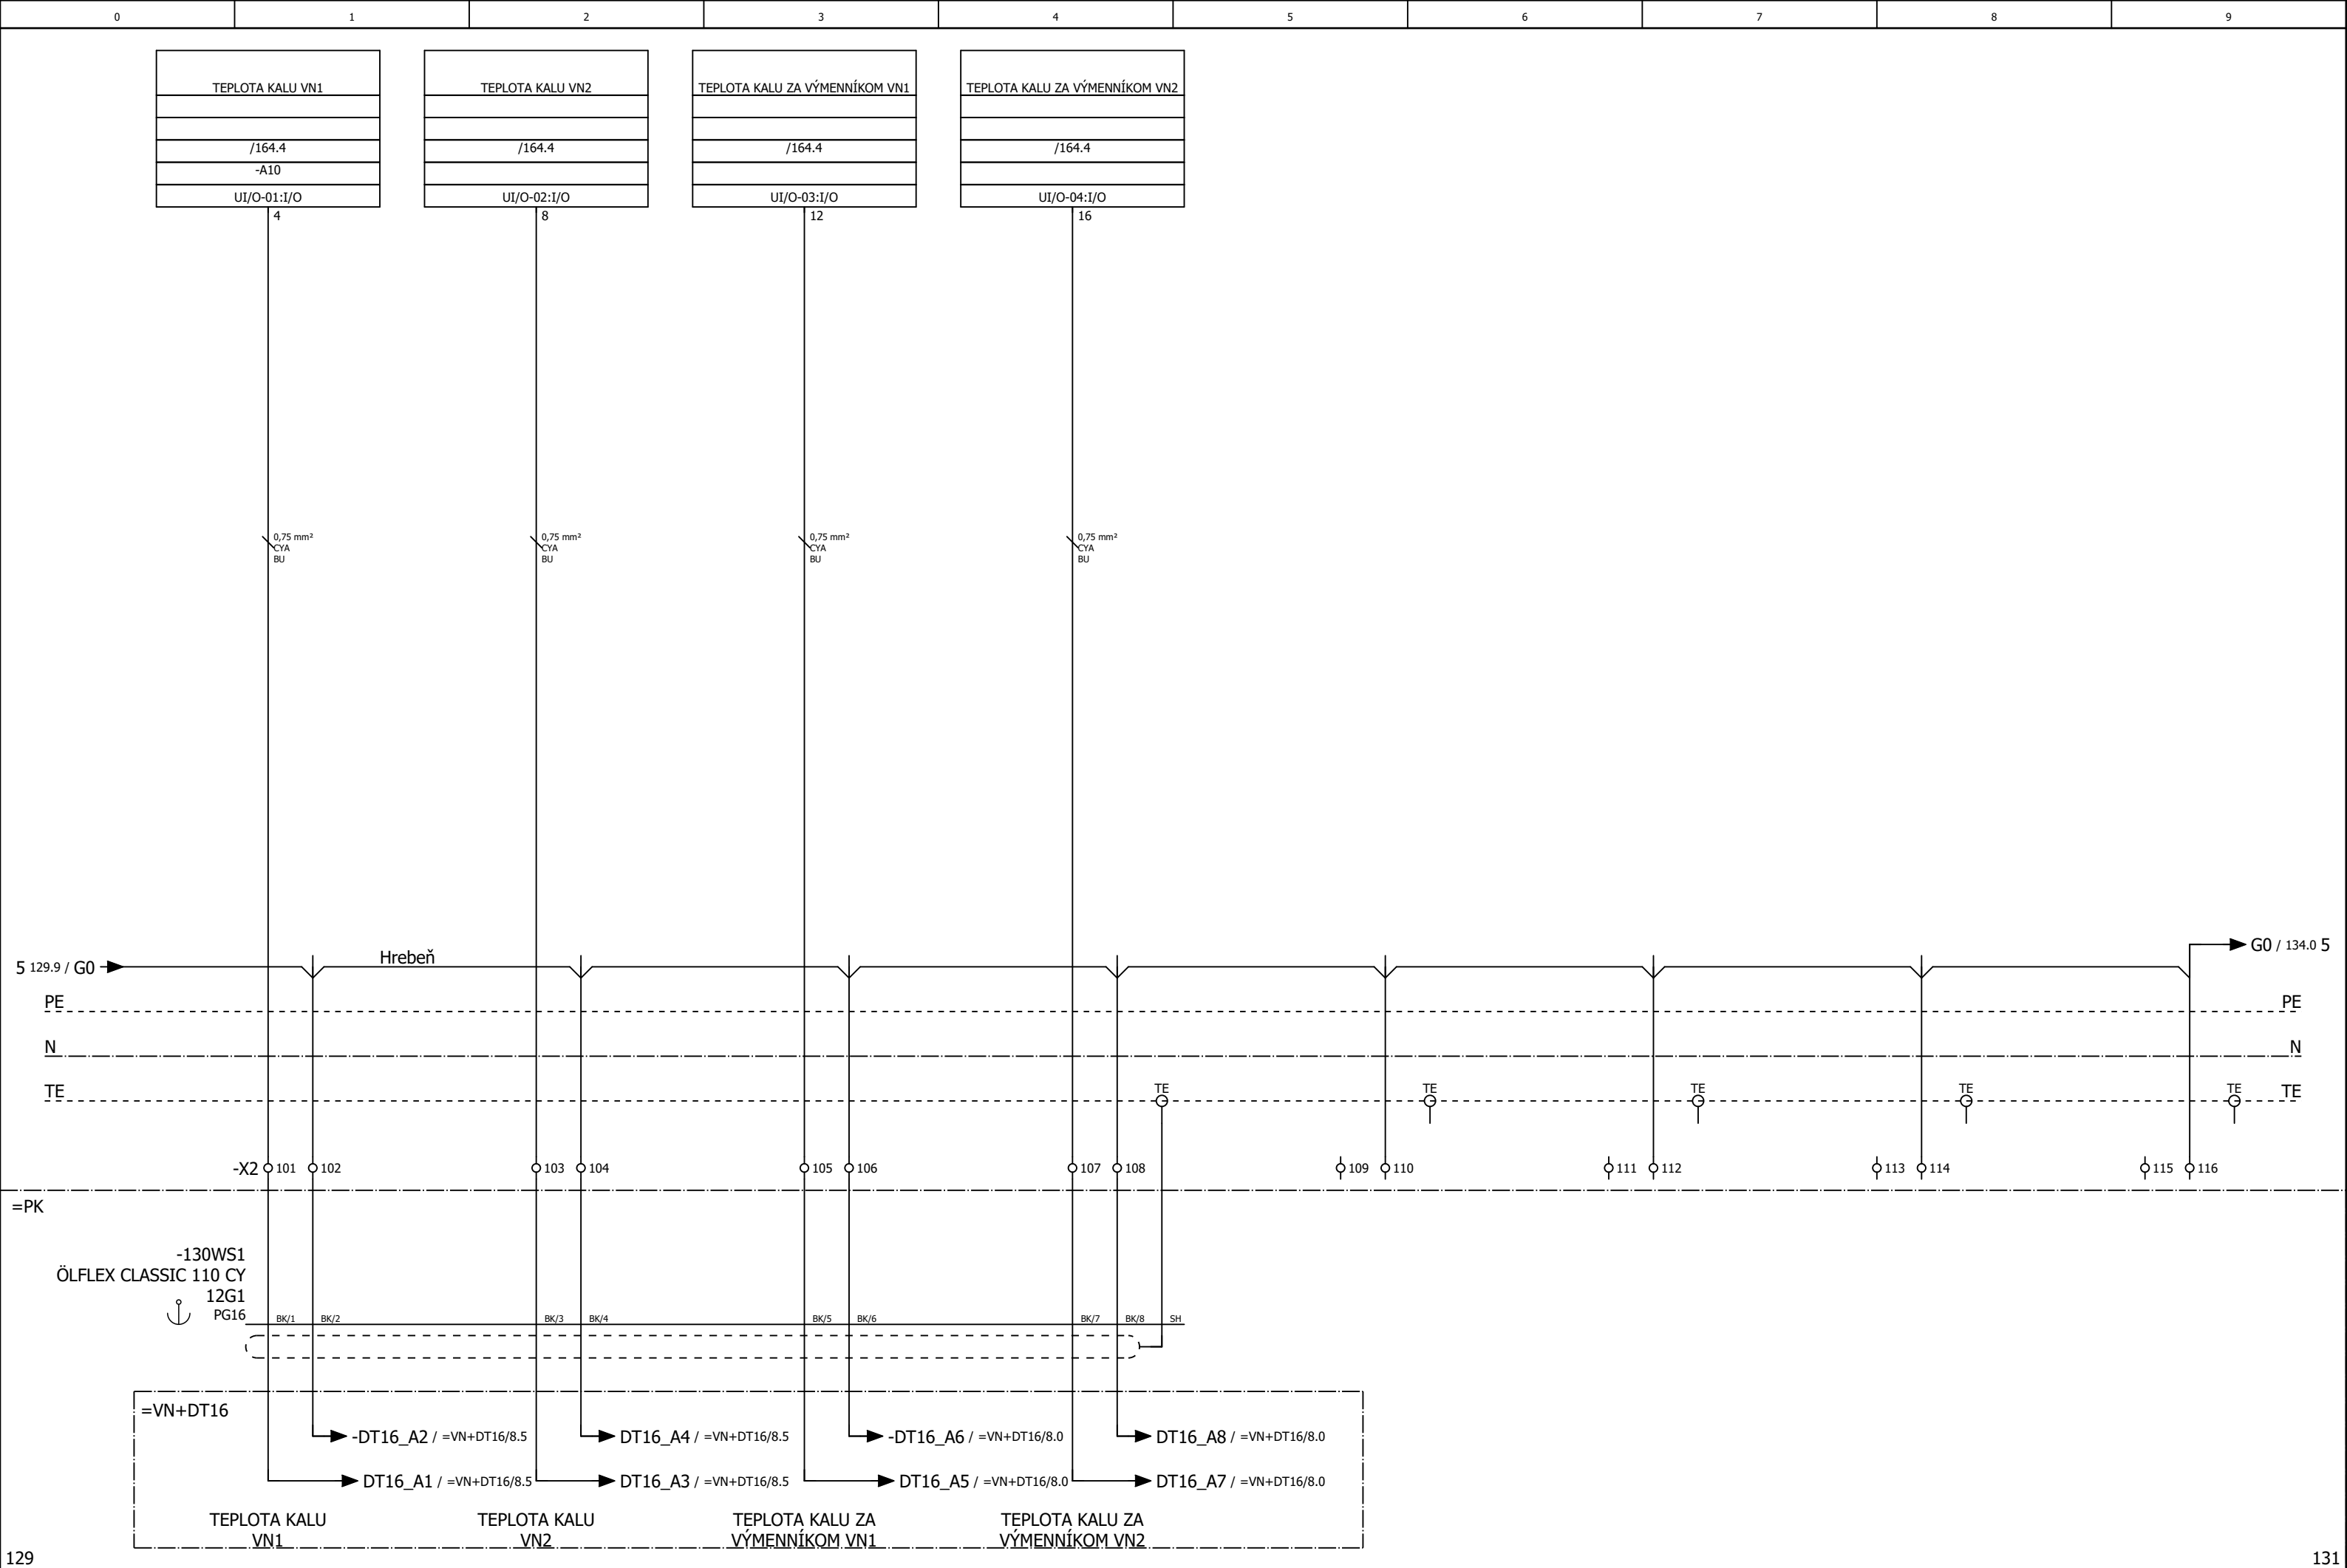 0 1 2 3 4 5 6 7 8 9
TEPLOTA KALU VN1 TEPLOTA KALU VN2 TEPLOTA KALU ZA VÝMENNÍKOM VN1 TEPLOTA KALU ZA VÝMENNÍKOM VN2
/164.4 /164.4 /164.4 /164.4
-A10
UI/O-01:I/O UI/O-02:I/O UI/O-03:I/O UI/O-04:I/O
4 8 12 16
0,75 mm² 0,75 mm² 0,75 mm² 0,75 mm²
CYA CYA CYA CYA
BU BU BU BU
G0 / 134.0 5
Hrebeň
5 129.9 / G0
PE PE
N N
TE TE TE TE TE TE TE
-X2 101 102 103 104 105 106 107 108 109 110 111 112 113 114 115 116
=PK
-130WS1
ÖLFLEX CLASSIC 110 CY
12G1
PG16 BK/1 BK/2 BK/3 BK/4 BK/5 BK/6 BK/7 BK/8 SH
=VN+DT16
-DT16_A2 / =VN+DT16/8.5 DT16_A4 / =VN+DT16/8.5 -DT16_A6 / =VN+DT16/8.0 DT16_A8 / =VN+DT16/8.0
DT16_A1 / =VN+DT16/8.5 DT16_A3 / =VN+DT16/8.5 DT16_A5 / =VN+DT16/8.0 DT16_A7 / =VN+DT16/8.0
TEPLOTA KALU TEPLOTA KALU TEPLOTA KALU ZA TEPLOTA KALU ZA
VN1 VN2 VÝMENNÍKOM VN1 VÝMENNÍKOM VN2
129 131